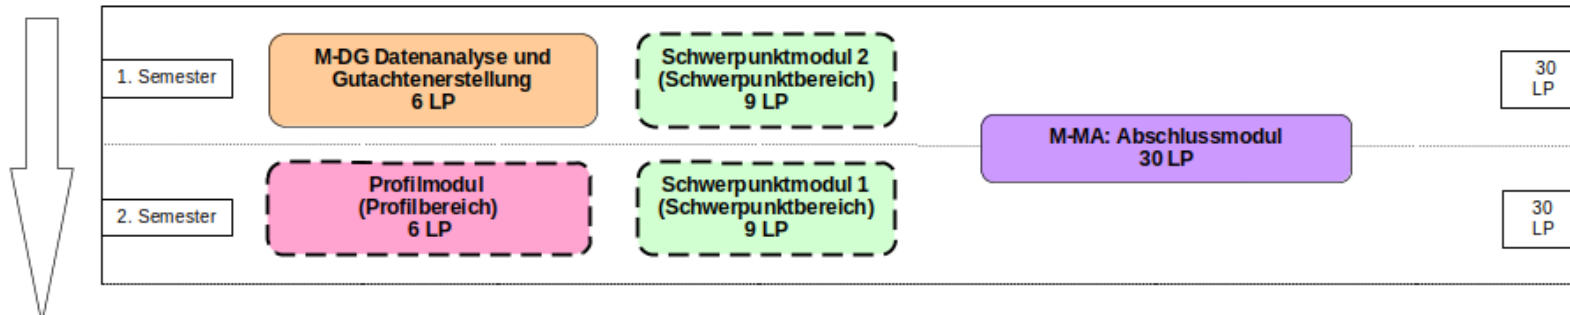 1. Semester
M-DG Datenanalyse und
Gutachtenerstellung
6 LP
Schwerpunktmodul 2
(Schwerpunktbereich)
9 LP
30
LP
M-MA: Abschlussmodul
30 LP
2. Semester
Profilmodul
(Profilbereich)
6 LP
Schwerpunktmodul 1
(Schwerpunktbereich)
9 LP
30
LP